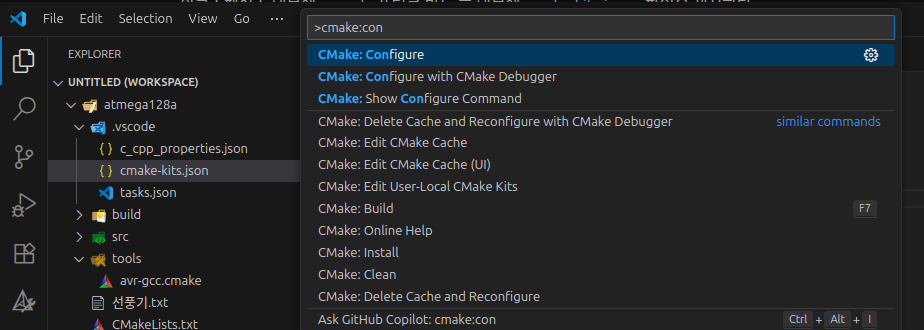 File Edit Selection View Go
>cmake:con
CMake: Configure
CMake: Configure with CMake Debugger
CMake: Show Configure Command
CMake: Delete Cache and Reconfigure with CMake Debugger similar commands
CMake: Edit CMake Cache
CMake: Edit CMake Cache (UI)
CMake: Edit User-Local CMake Kits
CMake: Build F7
CMake: Online Help
CMake: Install
CMake: Clean
CMake: Delete Cache and Reconfigure
Ask GitHub Copilot: cmake:con Ctrl + Alt + I
EXPLORER
UNTITLED (WORKSPACE)
atmega128a
.vscode
{ } c_cpp_properties.json
{ } cmake-kits.json
tasks.json
build
src
tools
avr-gcc.cmake
선풍기.txt
CMakeLists.txt